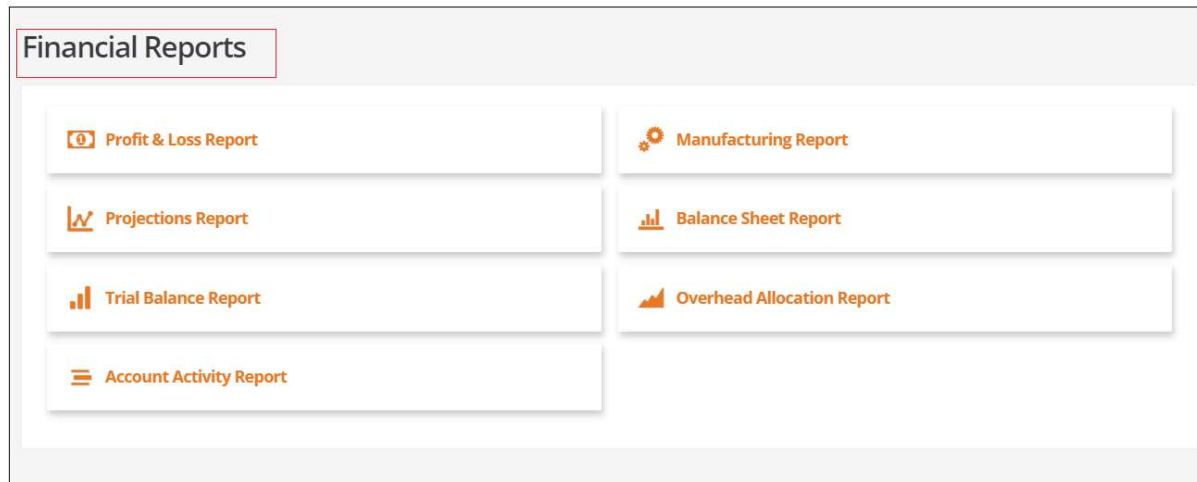 Financial Reports
Profit & Loss Report
Manufacturing Report
Projections Report
Balance Sheet Report
Trial Balance Report
Overhead Allocation Report
Account Activity Report